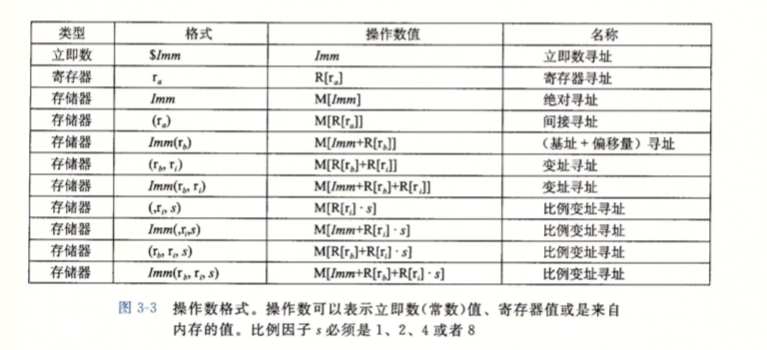 类型 格式 操作数值 名称
立即数 $Imm Imm 立即数寻址
寄存器 rₐ R[rₐ] 寄存器寻址
存储器 Imm M[Imm] 绝对寻址
存储器 (rₐ) M[R[rₐ]] 间接寻址
存储器 Imm(r_b) M[Imm+R[r_b]] （基址+偏移量）寻址
存储器 (r_b, r_i) M[R[r_b]+R[r_i]] 变址寻址
存储器 Imm(r_b, r_i) M[Imm+R[r_b]+R[r_i]] 变址寻址
存储器 (,r_i, s) M[R[r_i]·s] 比例变址寻址
存储器 Imm(,r_i,s) M[Imm+R[r_i]·s] 比例变址寻址
存储器 (r_b, r_i, s) M[R[r_b]+R[r_i]·s] 比例变址寻址
存储器 Imm(r_b, r_i, s) M[Imm+R[r_b]+R[r_i]·s] 比例变址寻址
图 3-3 操作数格式。操作数可以表示立即数(常数)值、寄存器值或是来自
内存的值。比例因子 s 必须是 1、2、4 或者 8